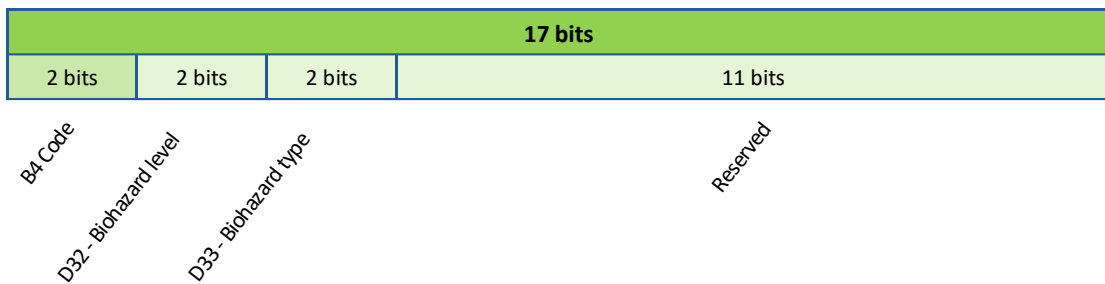 17 bits
2 bits
2 bits
2 bits
11 bits
B4 Code
D32 - Biohazard level
D33 - Biohazard type
Reserved